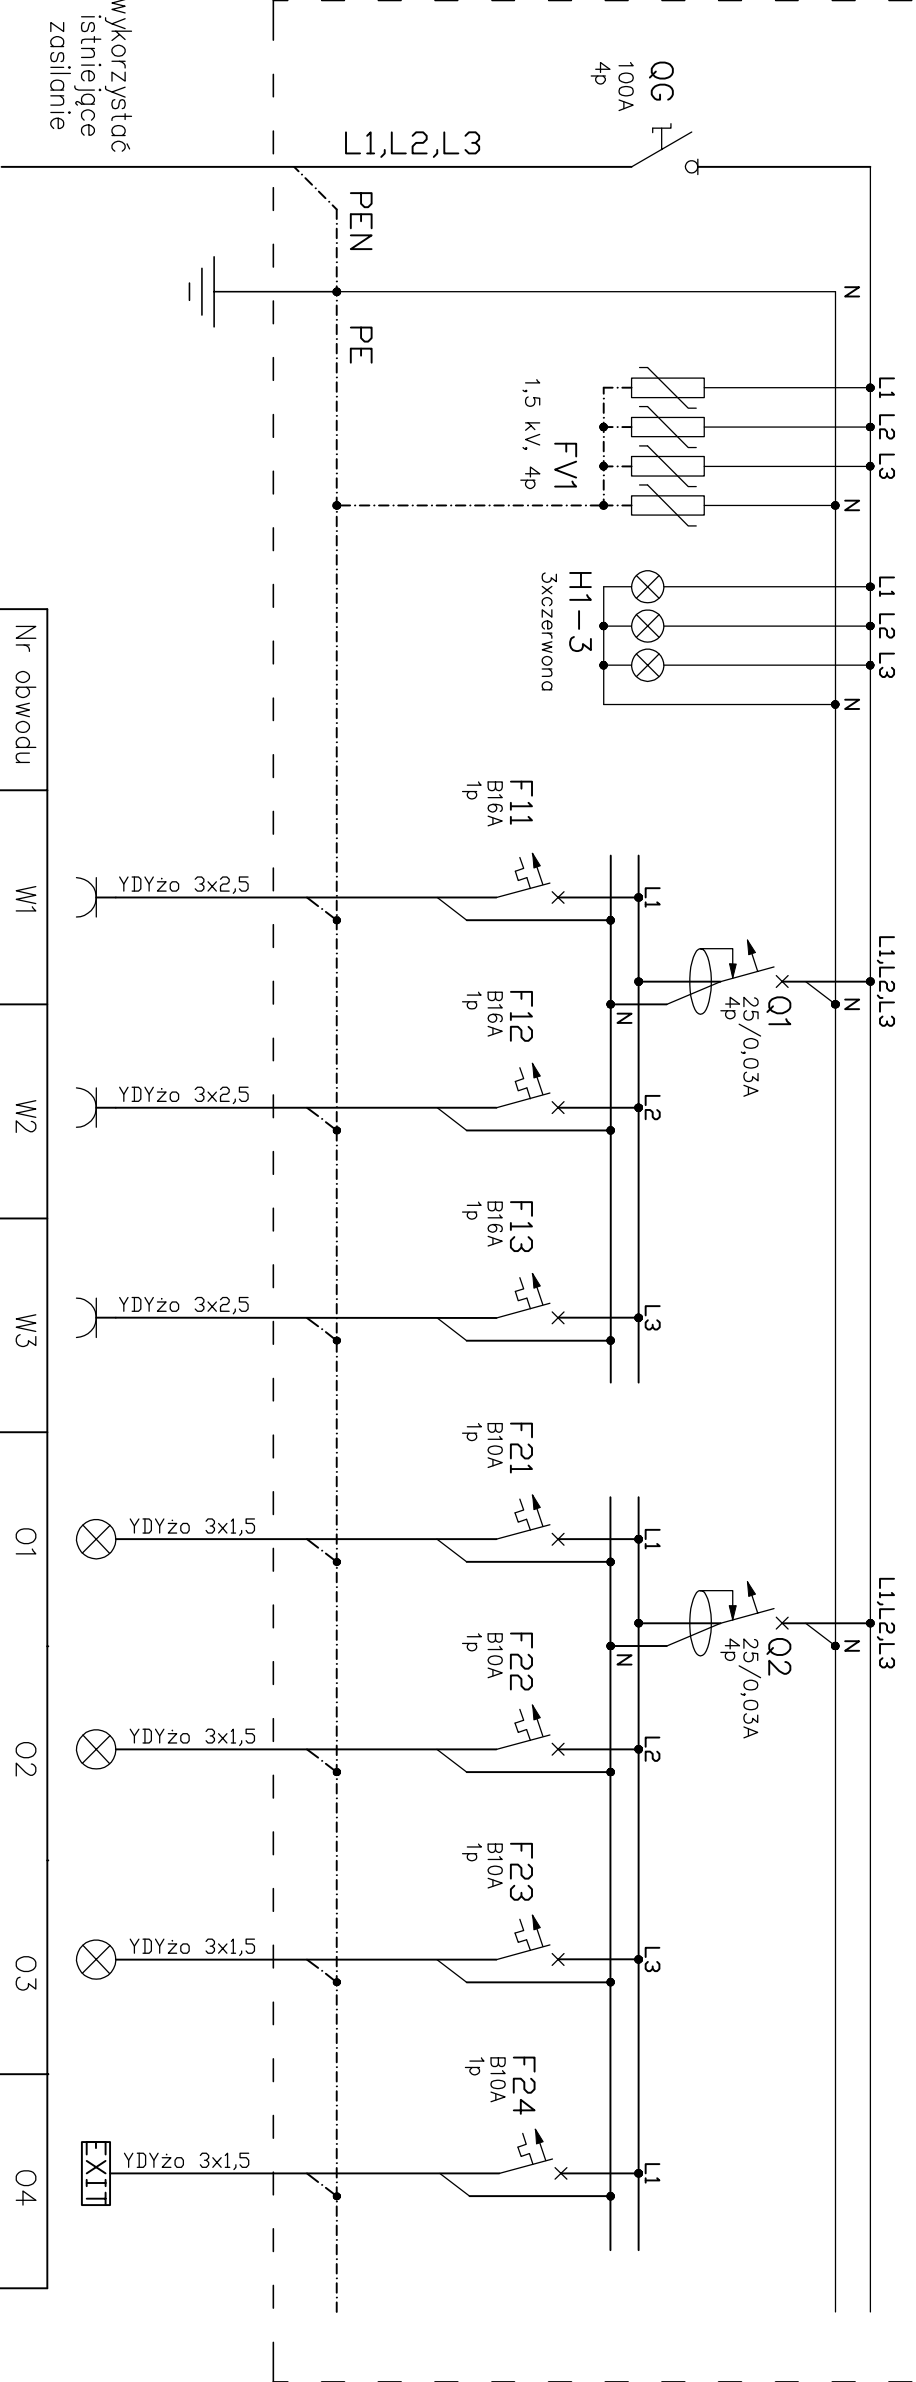 L1,L2,L3
N
L1
L2
L3
N
L1
L2
L3
N
L1,L2,L3
N
L1,L2,L3
N
QG
100A
4p
L1,L2,L3
PEN
PE
FV1
1,5 kV, 4p
H1-3
3xczerwona
Q1
25/0,03A
4p
N
Q2
25/0,03A
4p
N
L1
L2
L3
L1
L2
L3
L1
F11
B16A
1p
F12
B16A
1p
F13
B16A
1p
F21
B10A
1p
F22
B10A
1p
F23
B10A
1p
F24
B10A
1p
YDYżo 3x2,5
YDYżo 3x2,5
YDYżo 3x2,5
YDYżo 3x1,5
YDYżo 3x1,5
YDYżo 3x1,5
YDYżo 3x1,5
wykorzystać
istniejące
zasilanie
EXIT
Nr obwodu
W1
W2
W3
O1
O2
O3
O4